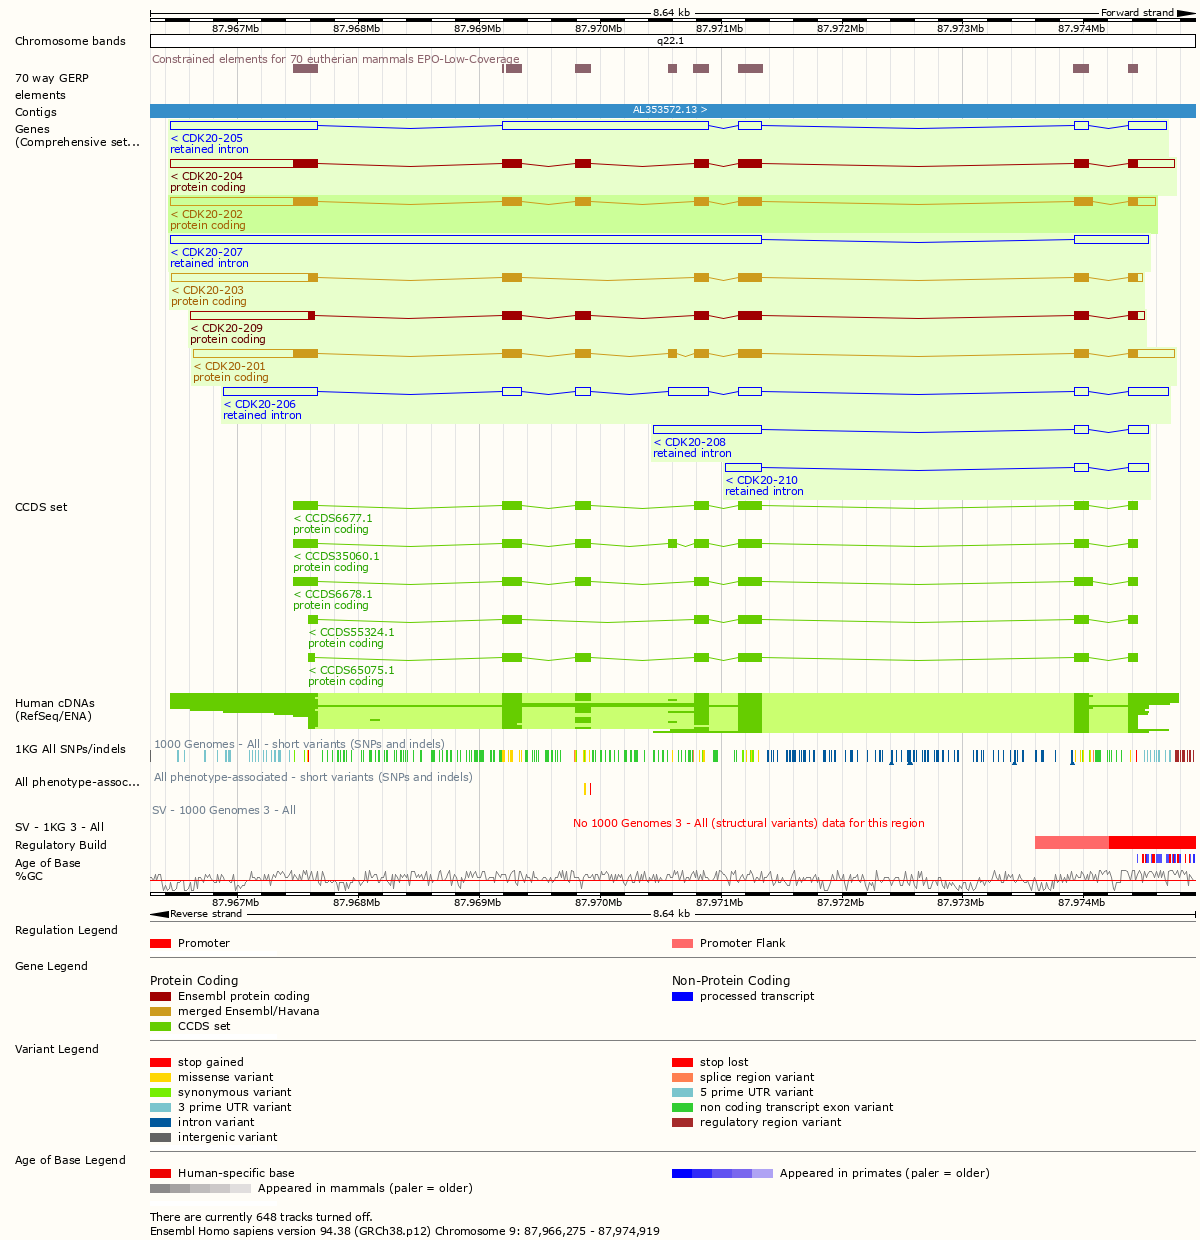 8.64 kb
Forward strand
87.967Mb 87.968Mb 87.969Mb 87.970Mb 87.971Mb 87.972Mb 87.973Mb 87.974Mb
Chromosome bands
q22.1
Constrained elements for 70 eutherian mammals EPO-Low-Coverage
70 way GERP
elements
Contigs
AL353572.13 >
Genes
(Comprehensive set...
< CDK20-205
retained intron
< CDK20-204
protein coding
< CDK20-202
protein coding
< CDK20-207
retained intron
< CDK20-203
protein coding
< CDK20-209
protein coding
< CDK20-201
protein coding
< CDK20-206
retained intron
< CDK20-208
retained intron
< CDK20-210
retained intron
CCDS set
< CCDS6677.1
protein coding
< CCDS35060.1
protein coding
< CCDS6678.1
protein coding
< CCDS55324.1
protein coding
< CCDS65075.1
protein coding
Human cDNAs
(RefSeq/ENA)
1000 Genomes - All - short variants (SNPs and indels)
1KG All SNPs/indels
All phenotype-associated - short variants (SNPs and indels)
All phenotype-assoc...
SV - 1000 Genomes 3 - All
SV - 1KG 3 - All
No 1000 Genomes 3 - All (structural variants) data for this region
Regulatory Build
Age of Base
%GC
87.967Mb 87.968Mb 87.969Mb 87.970Mb 87.971Mb 87.972Mb 87.973Mb 87.974Mb
Reverse strand
8.64 kb
Regulation Legend
Promoter
Promoter Flank
Gene Legend
Protein Coding
Non-Protein Coding
Ensembl protein coding
processed transcript
merged Ensembl/Havana
CCDS set
Variant Legend
stop gained
stop lost
missense variant
splice region variant
synonymous variant
5 prime UTR variant
3 prime UTR variant
non coding transcript exon variant
intron variant
regulatory region variant
intergenic variant
Age of Base Legend
Human-specific base
Appeared in primates (paler = older)
Appeared in mammals (paler = older)
There are currently 648 tracks turned off.
Ensembl Homo sapiens version 94.38 (GRCh38.p12) Chromosome 9: 87,966,275 - 87,974,919